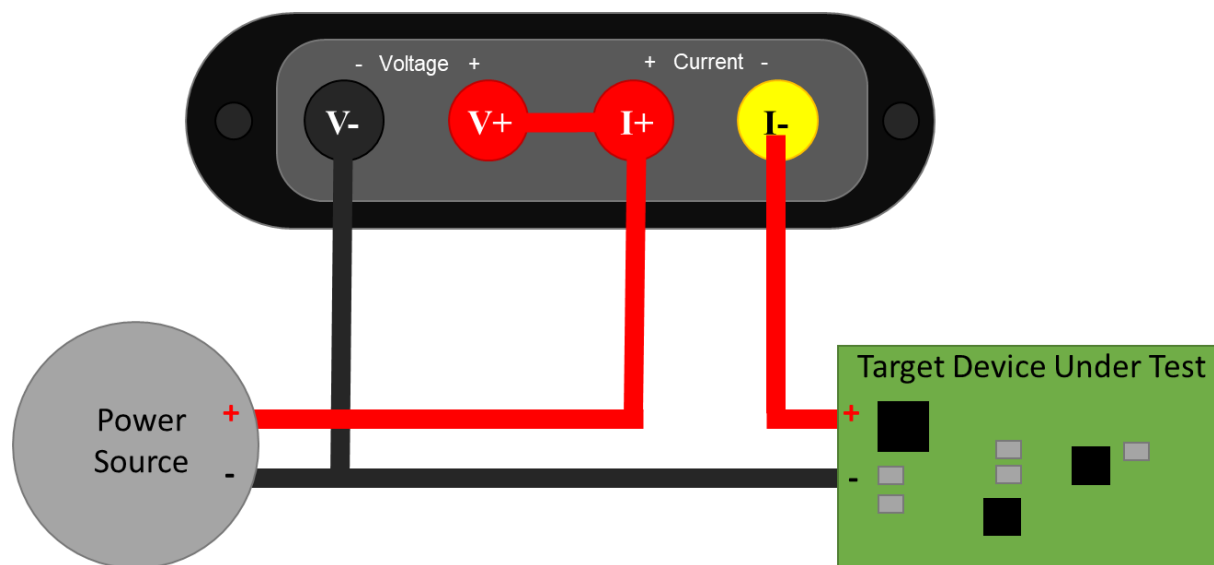 - Voltage + + Current -
V- V+ I+ I-
Target Device Under Test
Power + +
Source - -